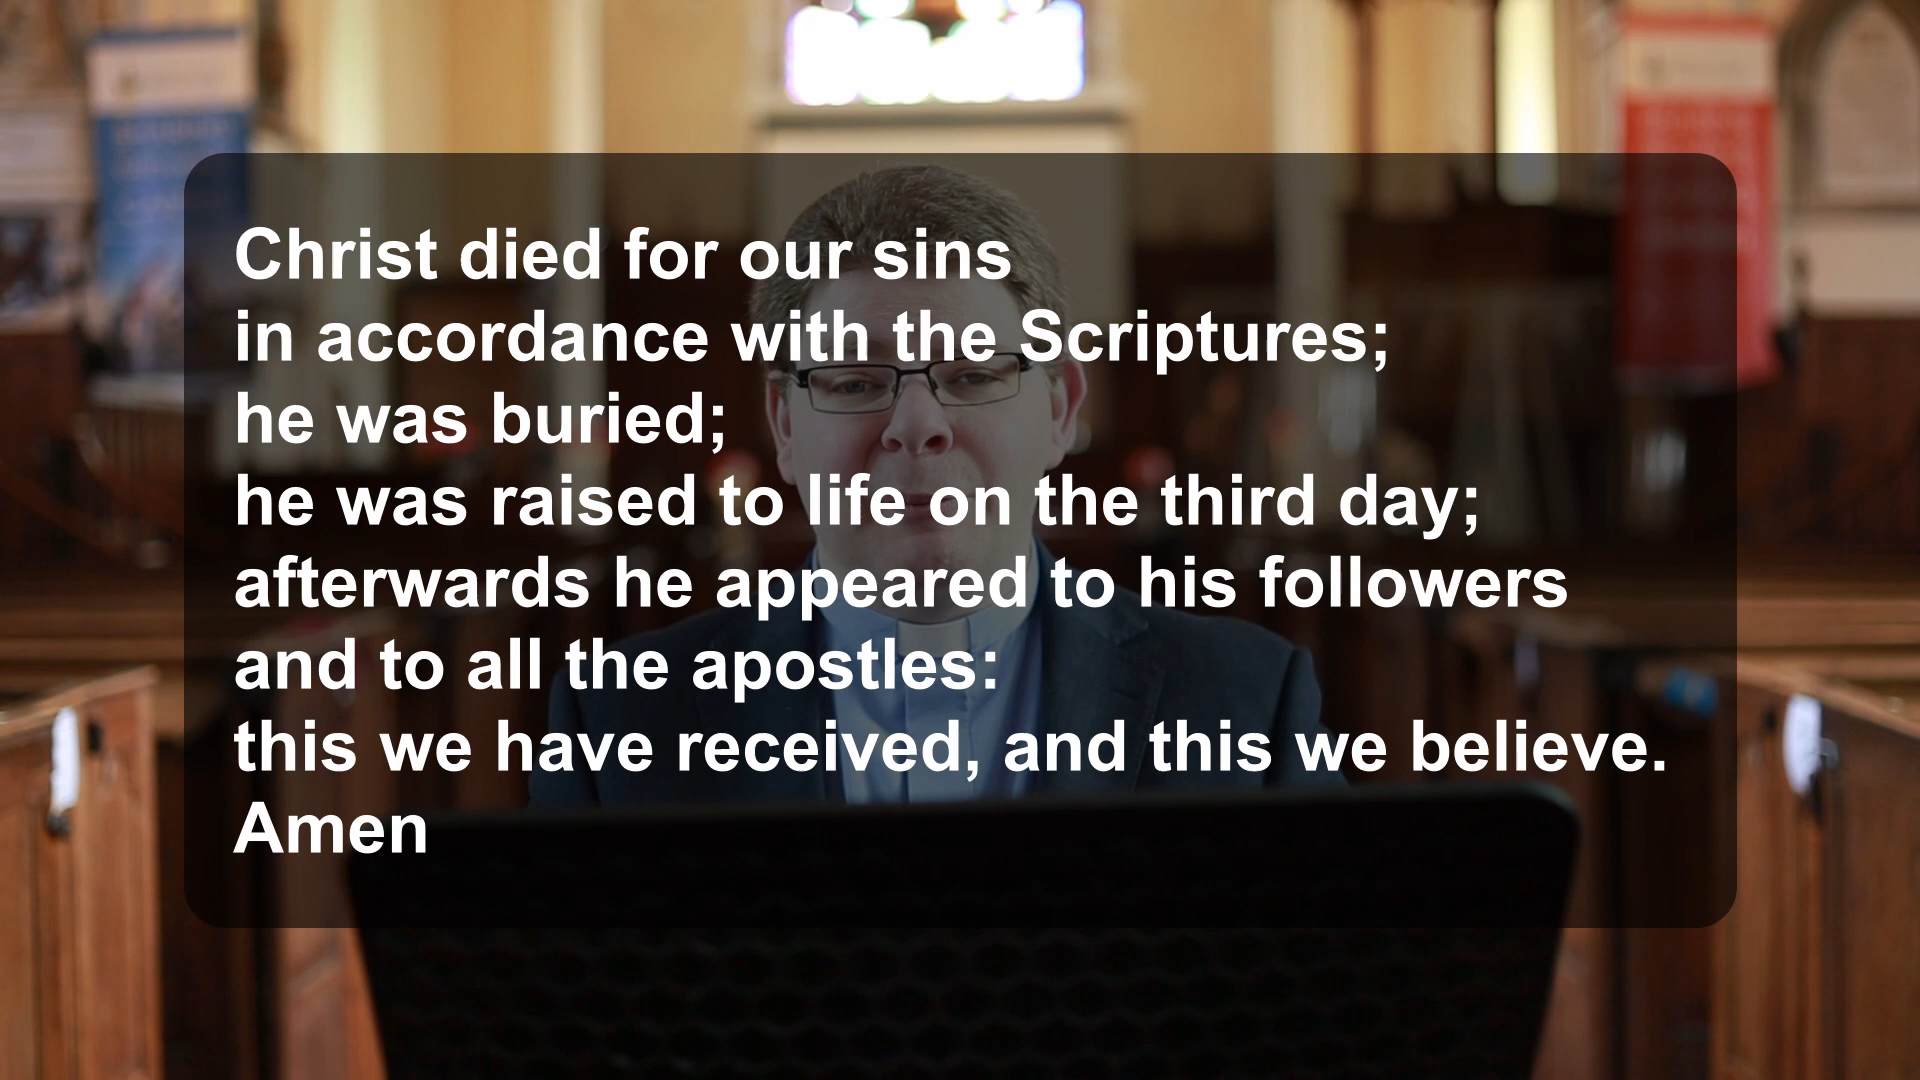 Christ died for our sins
in accordance with the Scriptures;
he was buried;
he was raised to life on the third day;
afterwards he appeared to his followers
and to all the apostles:
this we have received, and this we believe.
Amen